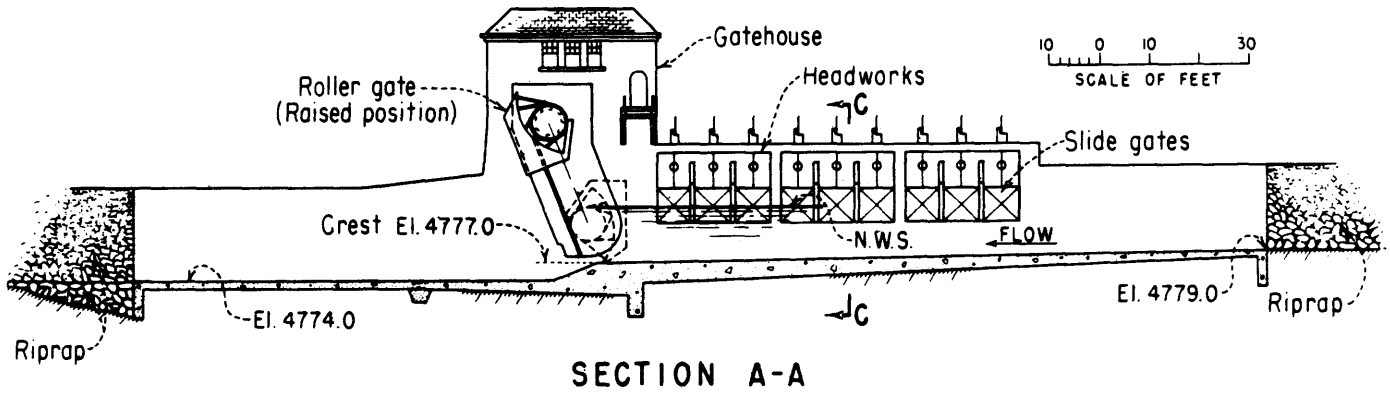 Gatehouse
10 0 10 30
SCALE OF FEET
Roller gate
(Raised position)
Headworks
C
Slide gates
Crest El. 4777.0
N.W.S.
FLOW
El. 4774.0
C
El. 4779.0
Riprap
Riprap
SECTION A-A